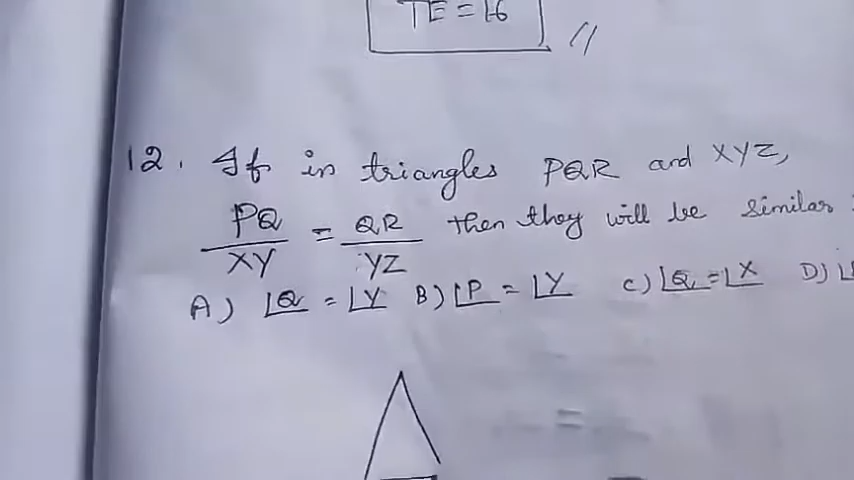 TE = 16
12. If in triangles PQR and XYZ,
PQ/XY = QR/YZ then they will be similar
A) ∠Q = ∠Y B) ∠P = ∠Y C) ∠Q = ∠X D) ∠
=